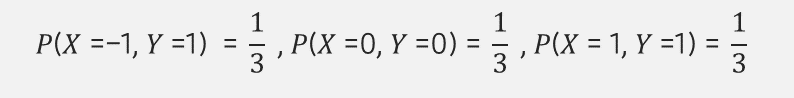 P(X =−1, Y =1) = 1/3 , P(X =0, Y =0) = 1/3 , P(X = 1, Y =1) = 1/3